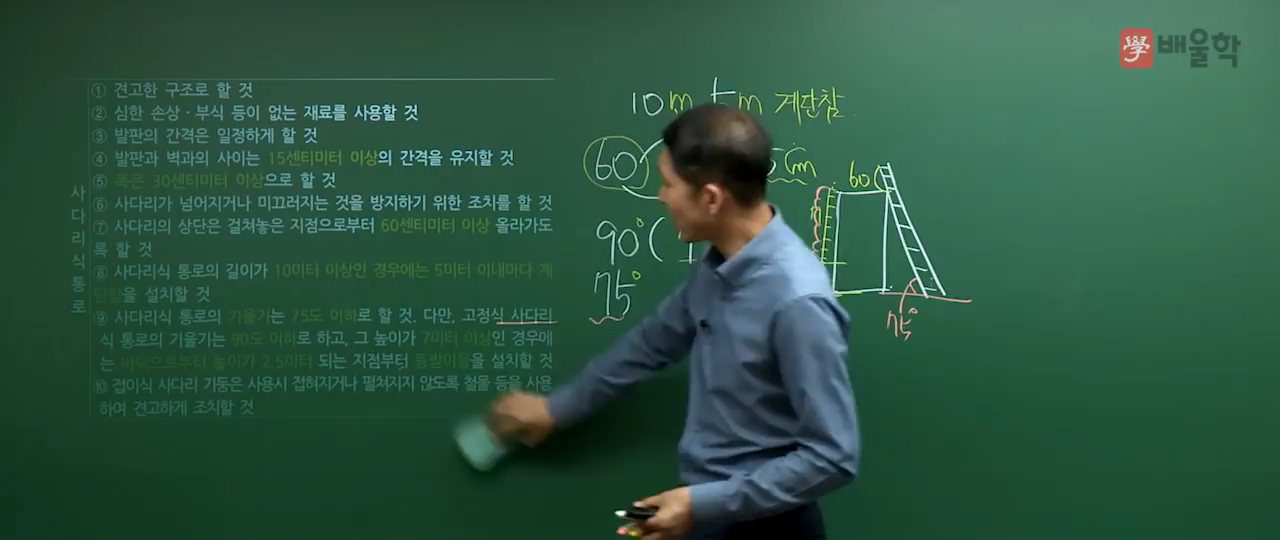 學 배울학
사다리식통로
① 견고한 구조로 할 것
② 심한 손상·부식 등이 없는 재료를 사용할 것
③ 발판의 간격은 일정하게 할 것
④ 발판과 벽과의 사이는 15센티미터 이상의 간격을 유지할 것
⑤ 폭은 30센티미터 이상으로 할 것
⑥ 사다리가 넘어지거나 미끄러지는 것을 방지하기 위한 조치를 할 것
⑦ 사다리의 상단은 걸쳐놓은 지점으로부터 60센티미터 이상 올라가도
록 할 것
⑧ 사다리식 통로의 길이가 10미터 이상인 경우에는 5미터 이내마다 계
단참을 설치할 것
⑨ 사다리식 통로의 기울기는 75도 이하로 할 것. 다만, 고정식 사다리
식 통로의 기울기는 90도 이하로 하고, 그 높이가 7미터 이상인 경우에
는 바닥으로부터 높이가 2.5미터 되는 지점부터 등받이울을 설치할 것
⑩ 접이식 사다리 기둥은 사용시 접혀지거나 펼쳐지지 않도록 철물 등을 사용
하여 견고하게 조치할 것
10m 5m 계단참
60
cm
90°(
75°
60
75°